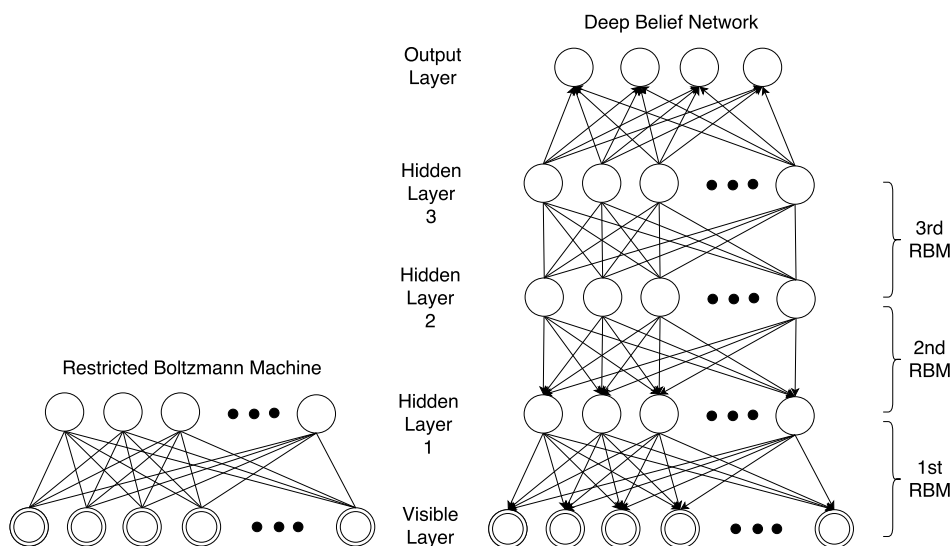 Deep Belief Network
Output
Layer
Hidden
Layer
3
3rd
RBM
Hidden
Layer
2
2nd
RBM
Restricted Boltzmann Machine
Hidden
Layer
1
1st
RBM
Visible
Layer